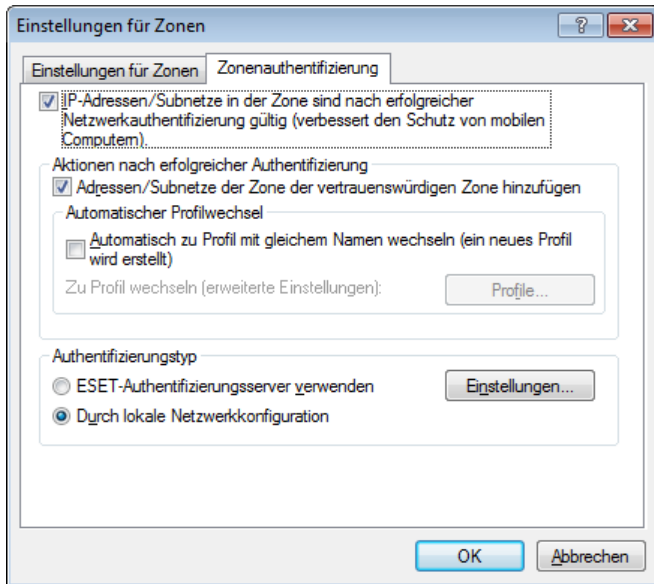 Einstellungen für Zonen
Einstellungen für Zonen
Zonenauthentifizierung
IP-Adressen/Subnetze in der Zone sind nach erfolgreicher
Netzwerkauthentifizierung gültig (verbessert den Schutz von mobilen
Computern).
Aktionen nach erfolgreicher Authentifizierung
Adressen/Subnetze der Zone der vertrauenswürdigen Zone hinzufügen
Automatischer Profilwechsel
Automatisch zu Profil mit gleichem Namen wechseln (ein neues Profil
wird erstellt)
Zu Profil wechseln (erweiterte Einstellungen):
Profile...
Authentifizierungstyp
ESET-Authentifizierungsserver verwenden
Einstellungen...
Durch lokale Netzwerkkonfiguration
OK
Abbrechen